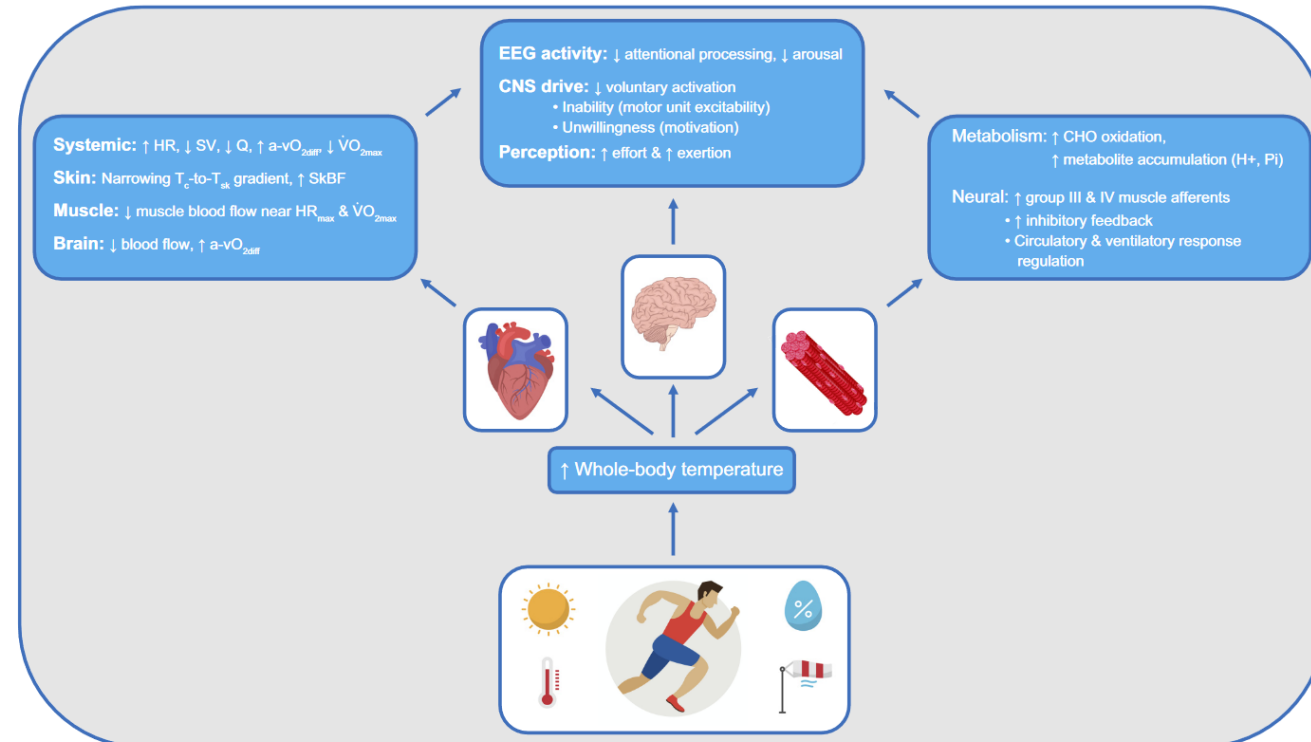 EEG activity: ↓ attentional processing, ↓ arousal
CNS drive: ↓ voluntary activation
• Inability (motor unit excitability)
• Unwillingness (motivation)
Perception: ↑ effort & ↑ exertion
Systemic: ↑ HR, ↓ SV, ↓ Q, ↑ a-vO2diff, ↓ V̇O2max
Skin: Narrowing Tc-to-Tsk gradient, ↑ SkBF
Muscle: ↓ muscle blood flow near HRmax & V̇O2max
Brain: ↓ blood flow, ↑ a-vO2diff
Metabolism: ↑ CHO oxidation,
↑ metabolite accumulation (H+, Pi)
Neural: ↑ group III & IV muscle afferents
• ↑ inhibitory feedback
• Circulatory & ventilatory response
regulation
↑ Whole-body temperature
%